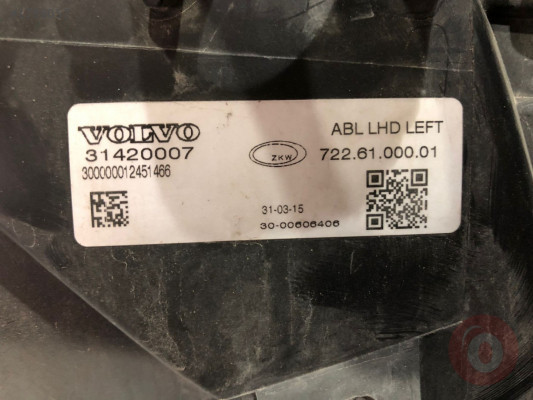 VOLVO
31420007
300000012451466
ZKW
ABL LHD LEFT
722.61.000.01
31-03-15
30-00606406